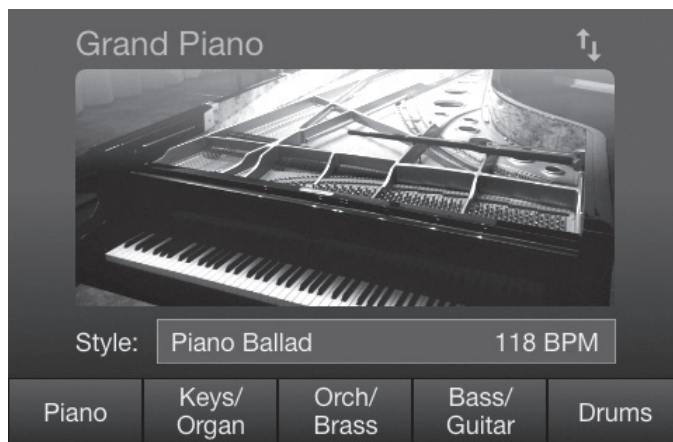 Grand Piano
Style: Piano Ballad 118 BPM
Piano
Keys/
Organ
Orch/
Brass
Bass/
Guitar
Drums